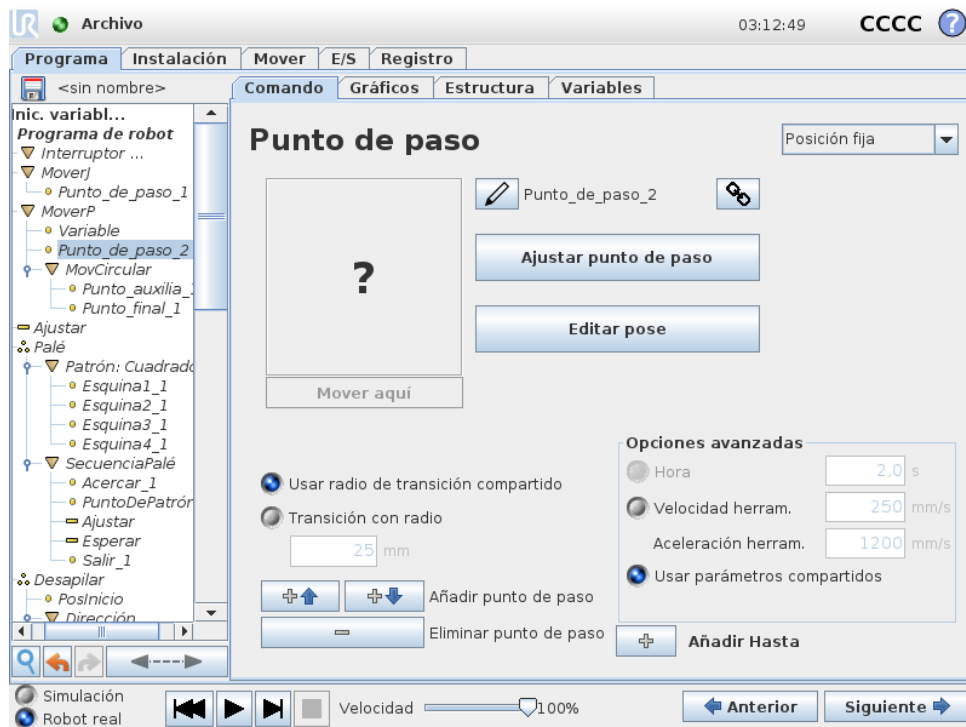 UR Archivo 03:12:49 CCCC ?
Programa Instalación Mover E/S Registro
<sin nombre>
Comando Gráficos Estructura Variables
Inic. variabl...
Programa de robot
Interruptor ...
MoverJ
Punto_de_paso_1
MoverP
Variable
Punto_de_paso_2
MovCircular
Punto_auxilia_
Punto_final_1
Ajustar
Palé
Patrón: Cuadrado
Esquina1_1
Esquina2_1
Esquina3_1
Esquina4_1
SecuenciaPalé
Acercar_1
PuntoDePatrón
Ajustar
Esperar
Salir_1
Desapilar
PosInicio
Dirección
Punto de paso
Posición fija
Punto_de_paso_2
?
Ajustar punto de paso
Editar pose
Mover aquí
Usar radio de transición compartido
Transición con radio
25 mm
Añadir punto de paso
Eliminar punto de paso
Opciones avanzadas
Hora 2,0 s
Velocidad herram. 250 mm/s
Aceleración herram. 1200 mm/s
Usar parámetros compartidos
Añadir Hasta
Simulación
Robot real
Velocidad 100%
Anterior Siguiente